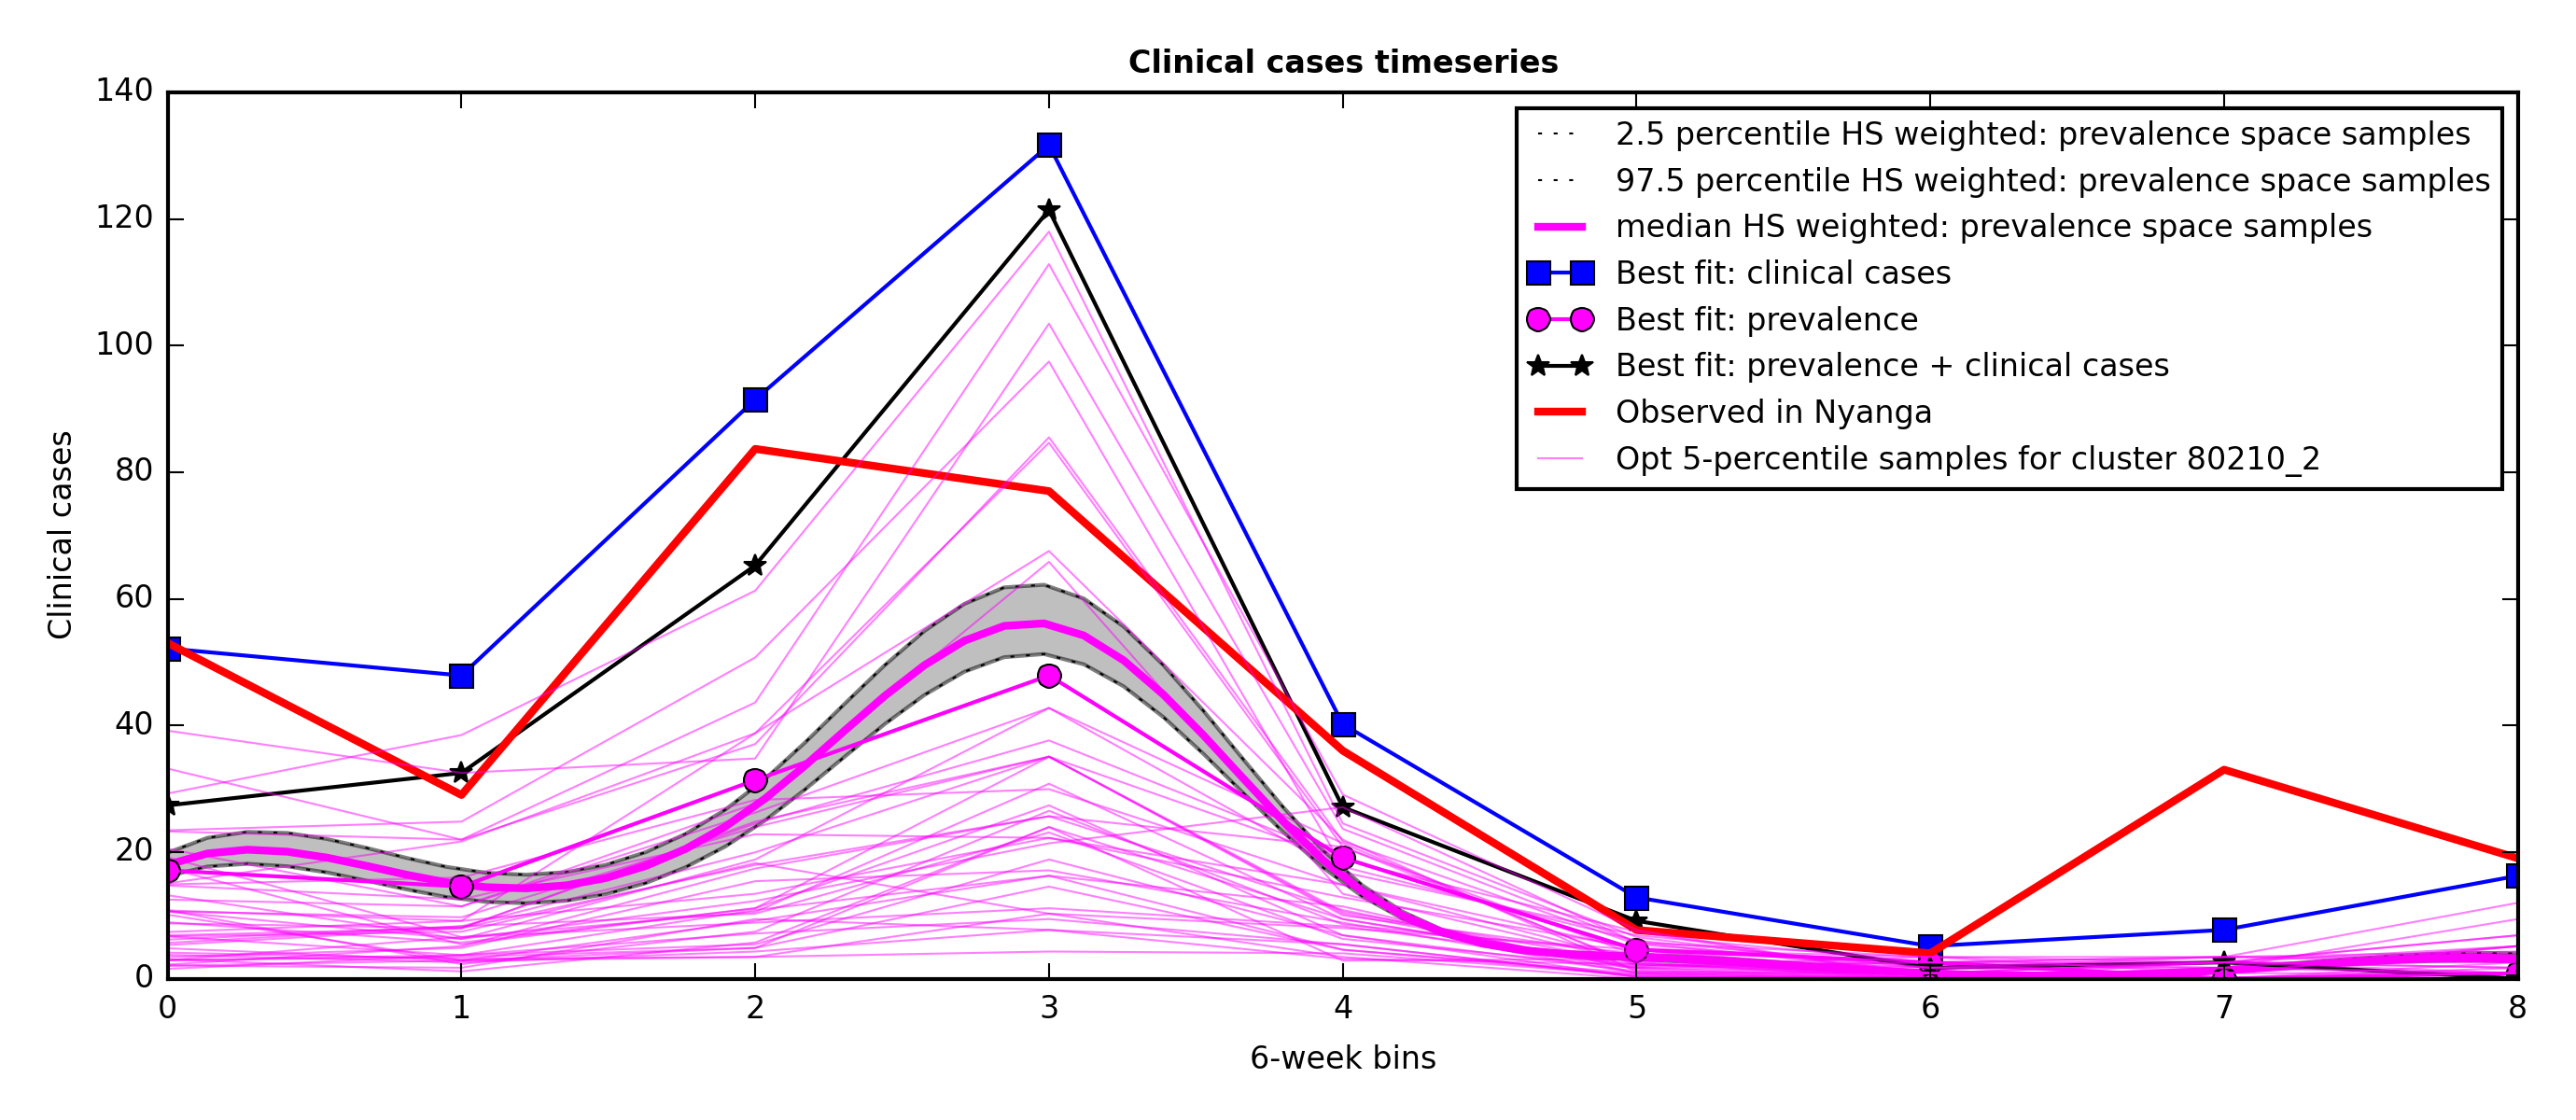 Clinical cases timeseries
140
120
100
80
60
40
20
0
Clinical cases
2.5 percentile HS weighted: prevalence space samples
97.5 percentile HS weighted: prevalence space samples
median HS weighted: prevalence space samples
Best fit: clinical cases
Best fit: prevalence
Best fit: prevalence + clinical cases
Observed in Nyanga
Opt 5-percentile samples for cluster 80210_2
0 1 2 3 4 5 6 7 8
6-week bins